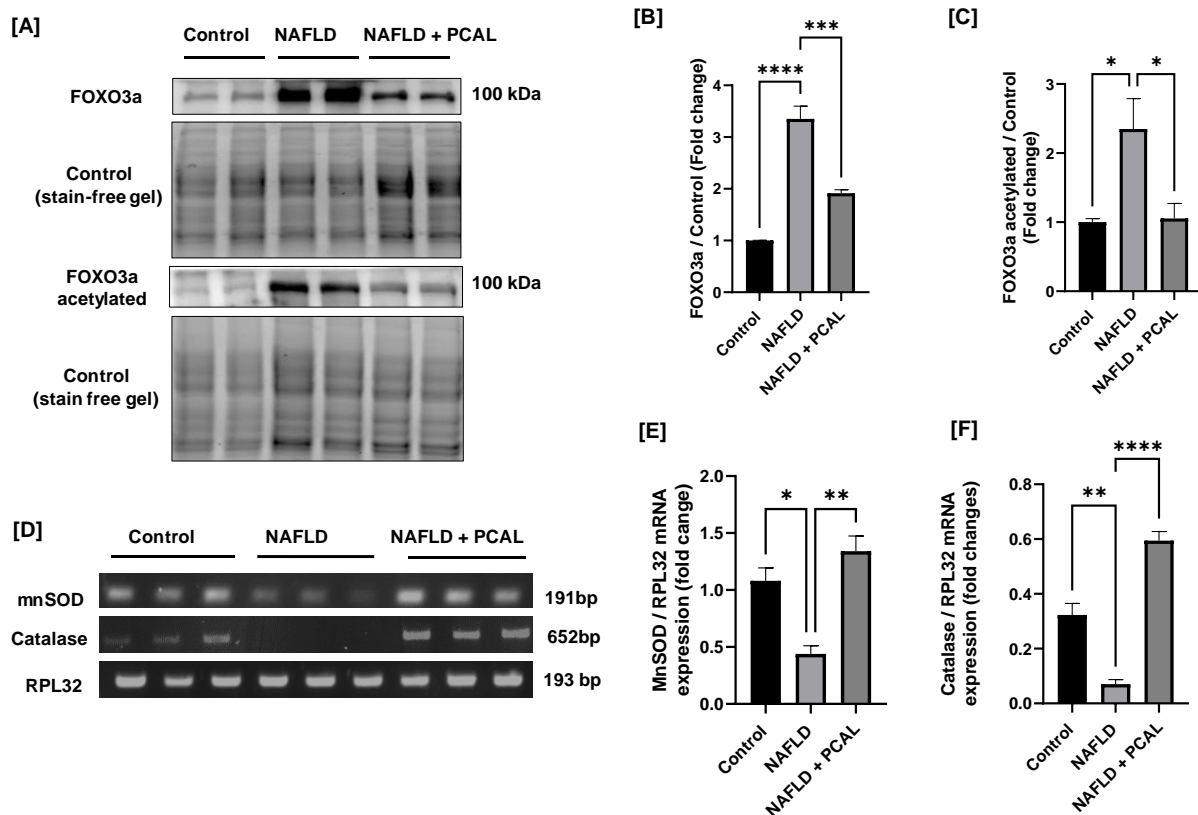 [A]
Control NAFLD NAFLD + PCAL
FOXO3a
100 kDa
Control
(stain-free gel)
FOXO3a
acetylated
100 kDa
Control
(stain free gel)
[B]
FOXO3a / Control (Fold change)
4
3
2
1
0
****
***
Control
NAFLD
NAFLD + PCAL
[C]
FOXO3a acetylated / Control
(Fold change)
3
2
1
0
*
*
Control
NAFLD
NAFLD + PCAL
[D]
Control NAFLD NAFLD + PCAL
mnSOD
191bp
Catalase
652bp
RPL32
193 bp
[E]
MnSOD / RPL32 mRNA
expression (fold cange)
2.0
1.5
1.0
0.5
0.0
*
**
Control
NAFLD
NAFLD + PCAL
[F]
Catalase / RPL32 mRNA
expression (fold changes)
0.8
0.6
0.4
0.2
0.0
**
****
Control
NAFLD
NAFLD + PCAL